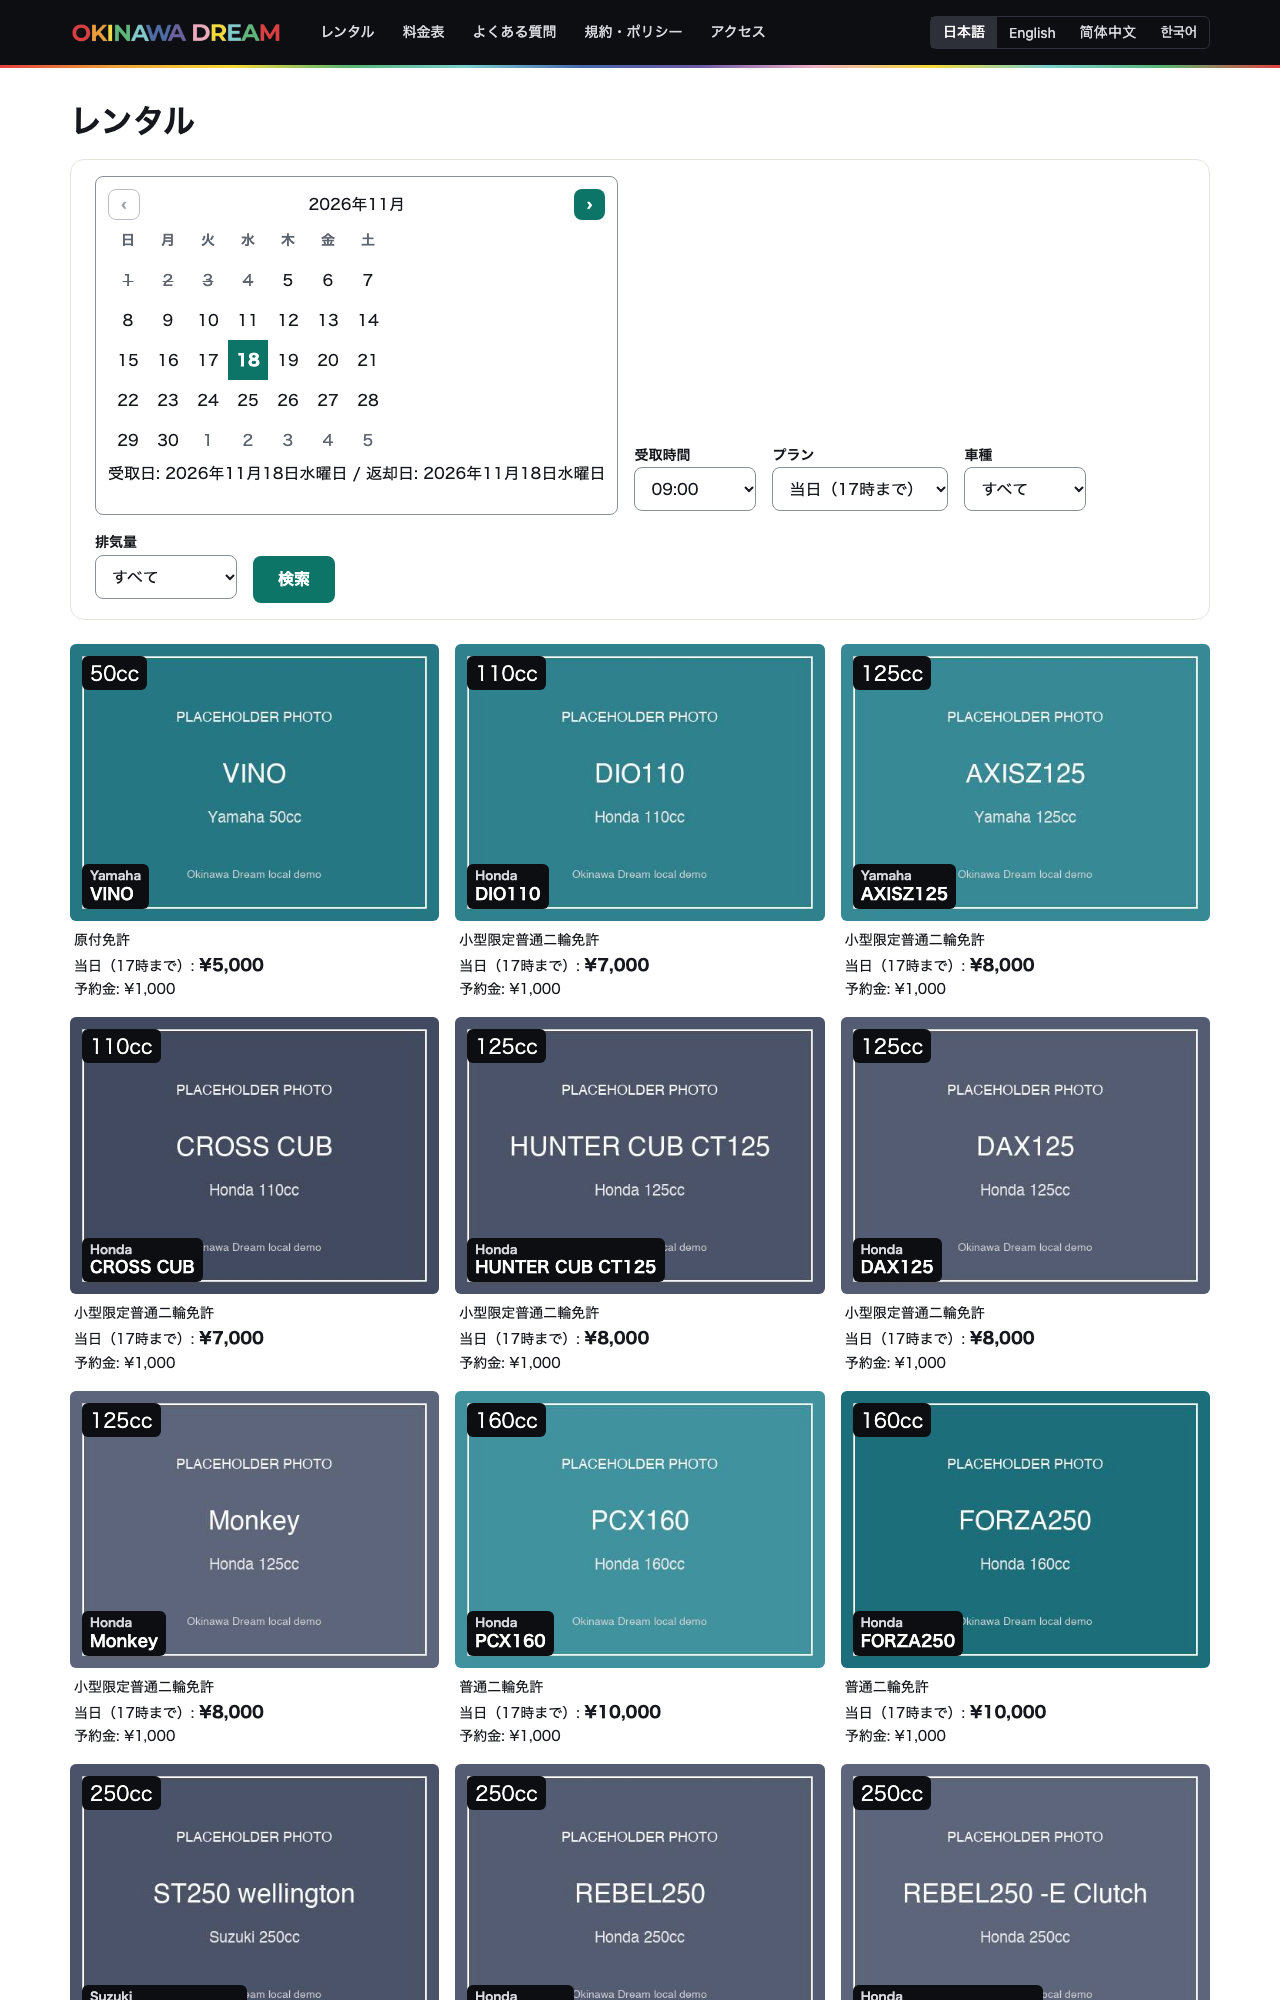 OKINAWA DREAM レンタル 料金表 よくある質問 規約・ポリシー アクセス 日本語 English 简体中文 한국어
レンタル
‹ 2026年11月 ›
日 月 火 水 木 金 土
1 2 3 4 5 6 7
8 9 10 11 12 13 14
15 16 17 18 19 20 21
22 23 24 25 26 27 28
29 30 1 2 3 4 5
受取日: 2026年11月18日水曜日 / 返却日: 2026年11月18日水曜日
受取時間 プラン 車種
09:00 当日（17時まで） すべて
排気量
すべて 検索
50cc
PLACEHOLDER PHOTO
VINO
Yamaha 50cc
Okinawa Dream local demo
Yamaha
VINO
原付免許
当日（17時まで）: ¥5,000
予約金: ¥1,000
110cc
PLACEHOLDER PHOTO
DIO110
Honda 110cc
Okinawa Dream local demo
Honda
DIO110
小型限定普通二輪免許
当日（17時まで）: ¥7,000
予約金: ¥1,000
125cc
PLACEHOLDER PHOTO
AXISZ125
Yamaha 125cc
Okinawa Dream local demo
Yamaha
AXISZ125
小型限定普通二輪免許
当日（17時まで）: ¥8,000
予約金: ¥1,000
110cc
PLACEHOLDER PHOTO
CROSS CUB
Honda 110cc
nawa Dream local demo
Honda
CROSS CUB
小型限定普通二輪免許
当日（17時まで）: ¥7,000
予約金: ¥1,000
125cc
PLACEHOLDER PHOTO
HUNTER CUB CT125
Honda 125cc
cal demo
Honda
HUNTER CUB CT125
小型限定普通二輪免許
当日（17時まで）: ¥8,000
予約金: ¥1,000
125cc
PLACEHOLDER PHOTO
DAX125
Honda 125cc
Okinawa Dream local demo
Honda
DAX125
小型限定普通二輪免許
当日（17時まで）: ¥8,000
予約金: ¥1,000
125cc
PLACEHOLDER PHOTO
Monkey
Honda 125cc
Okinawa Dream local demo
Honda
Monkey
小型限定普通二輪免許
当日（17時まで）: ¥8,000
予約金: ¥1,000
160cc
PLACEHOLDER PHOTO
PCX160
Honda 160cc
Okinawa Dream local demo
Honda
PCX160
普通二輪免許
当日（17時まで）: ¥10,000
予約金: ¥1,000
160cc
PLACEHOLDER PHOTO
FORZA250
Honda 160cc
kinawa Dream local demo
Honda
FORZA250
普通二輪免許
当日（17時まで）: ¥10,000
予約金: ¥1,000
250cc
PLACEHOLDER PHOTO
ST250 wellington
Suzuki 250cc
eam local demo
Suzuki
250cc
PLACEHOLDER PHOTO
REBEL250
Honda 250cc
Okinawa Dream local demo
Honda
250cc
PLACEHOLDER PHOTO
REBEL250 -E Clutch
Honda 250cc
ocal demo
Honda